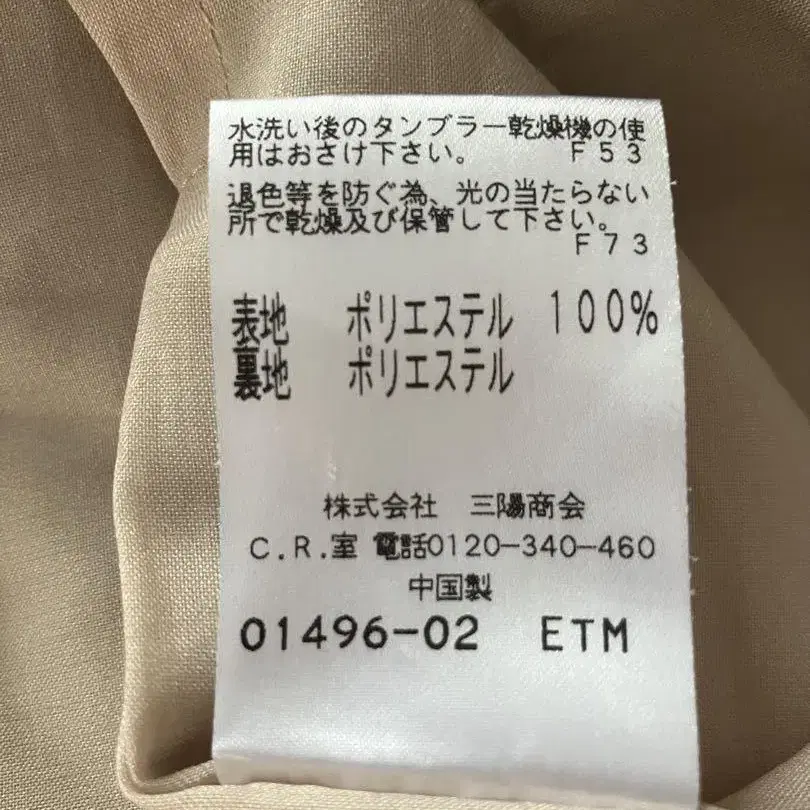 水洗い後のタンブラー乾燥機の使
用はおさけ下さい。 F53
退色等を防ぐ為、光の当たらない
所で乾燥及び保管して下さい。
F73
表地 ポリエステル 100%
裏地 ポリエステル
株式会社 三陽商会
C.R.室 電話0120-340-460
中国製
01496-02 ETM